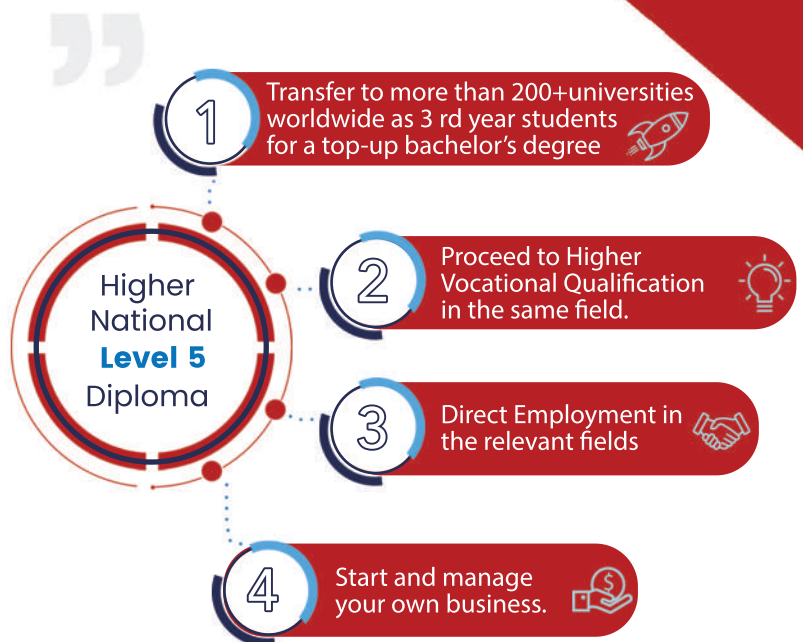 ”
1
Transfer to more than 200+universities
worldwide as 3 rd year students
for a top-up bachelor’s degree
Higher
National
Level 5
Diploma
2
Proceed to Higher
Vocational Qualification
in the same field.
3
Direct Employment in
the relevant fields
4
Start and manage
your own business.
$